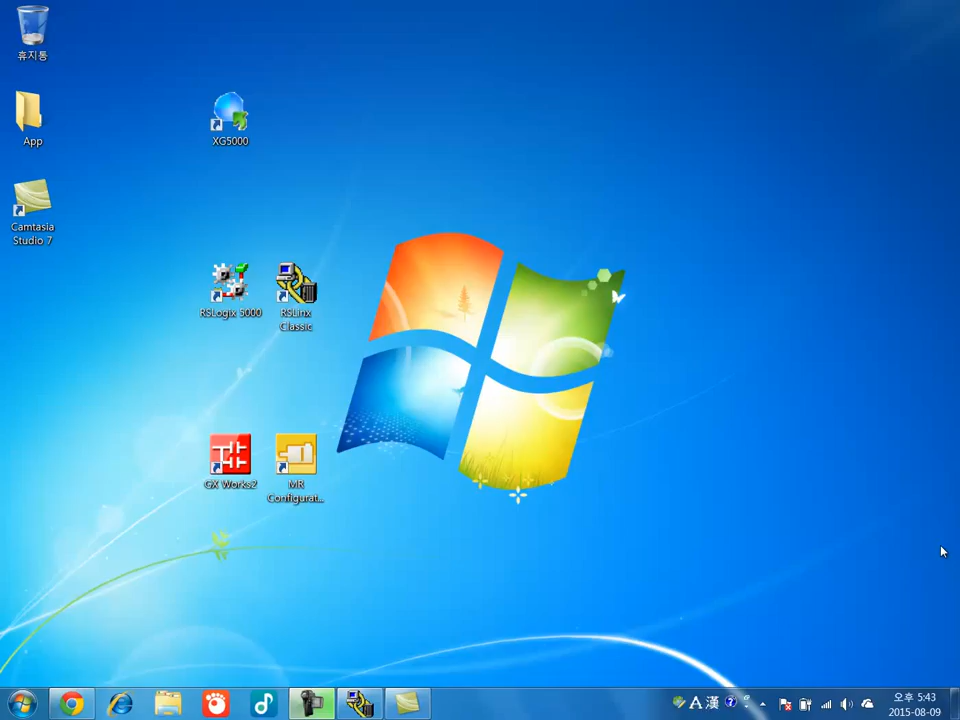 휴지통
App
XG5000
Camtasia
Studio 7
RSLogix 5000
RSLinx
Classic
GX Works2
MR
Configurat...
A 漢
오후 5:43
2015-08-09